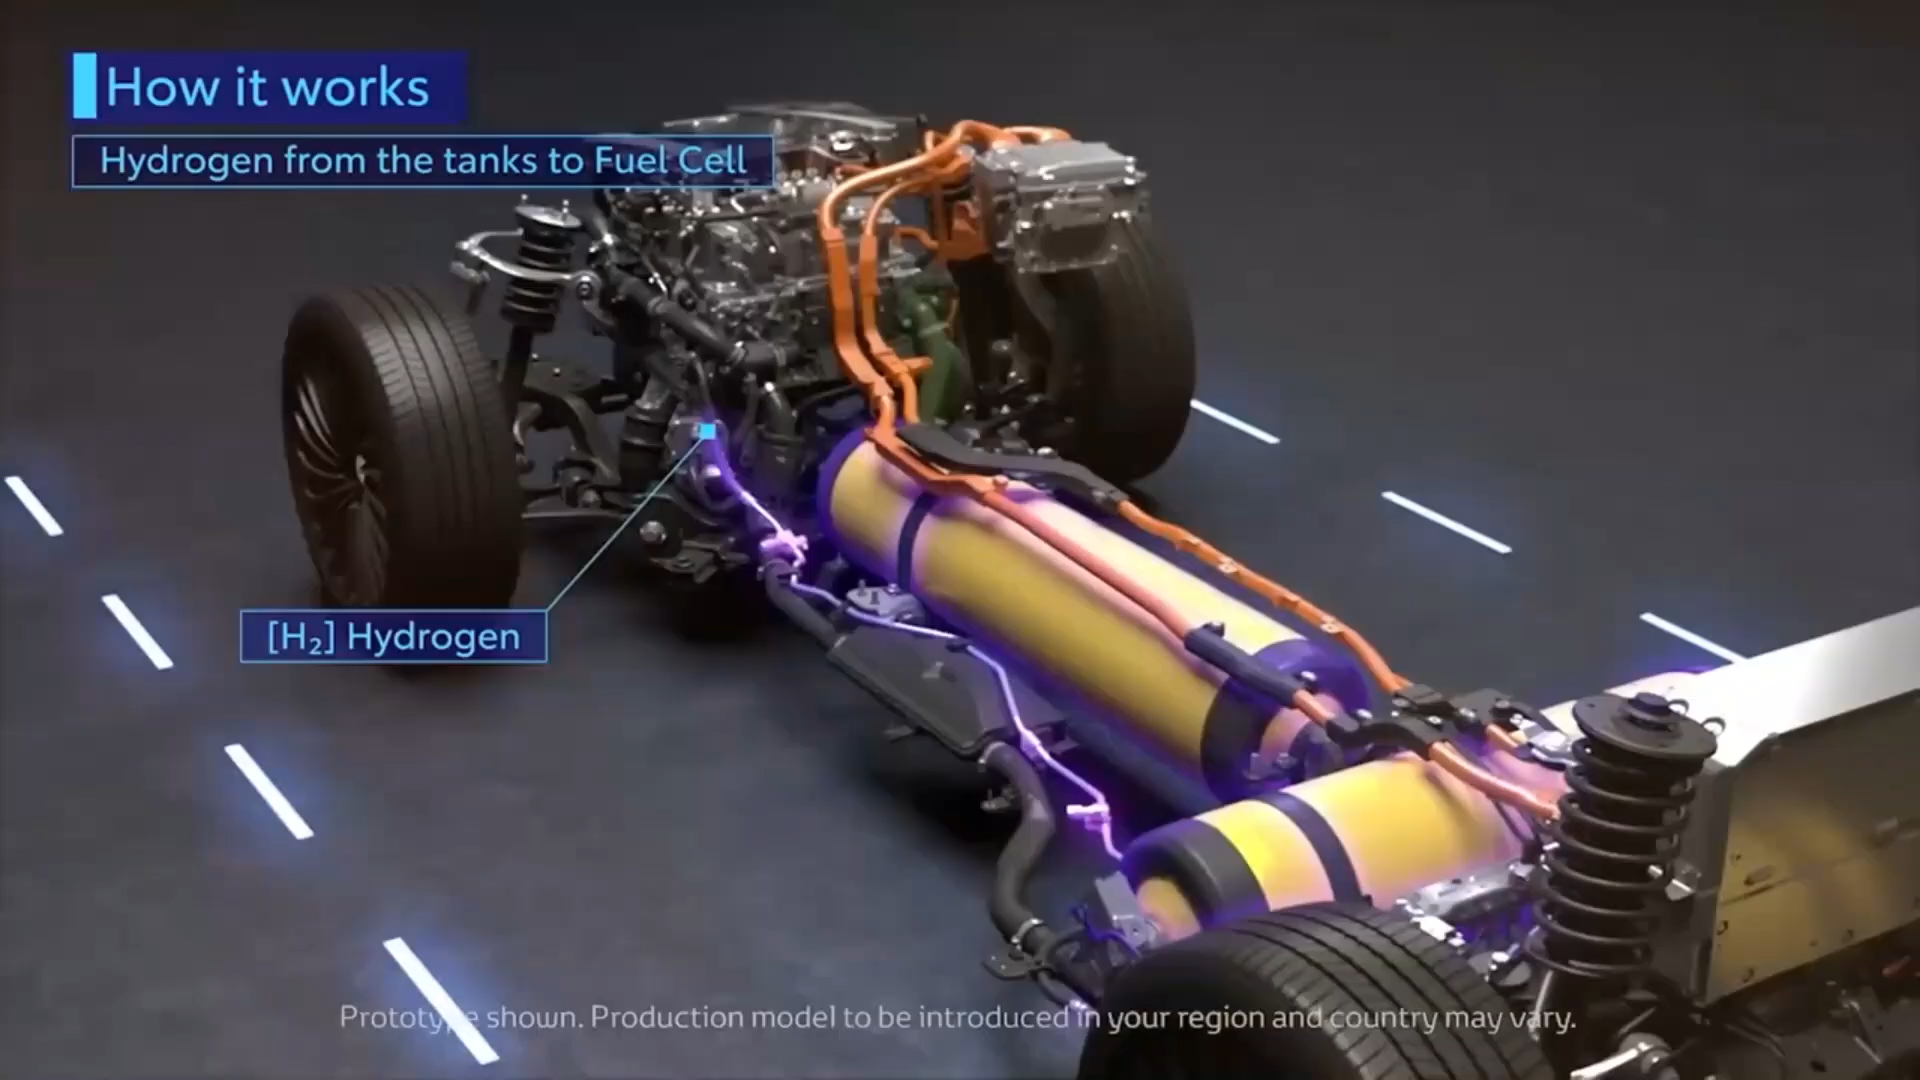 How it works
Hydrogen from the tanks to Fuel Cell
[H₂] Hydrogen
Prototype shown. Production model to be introduced in your region and country may vary.